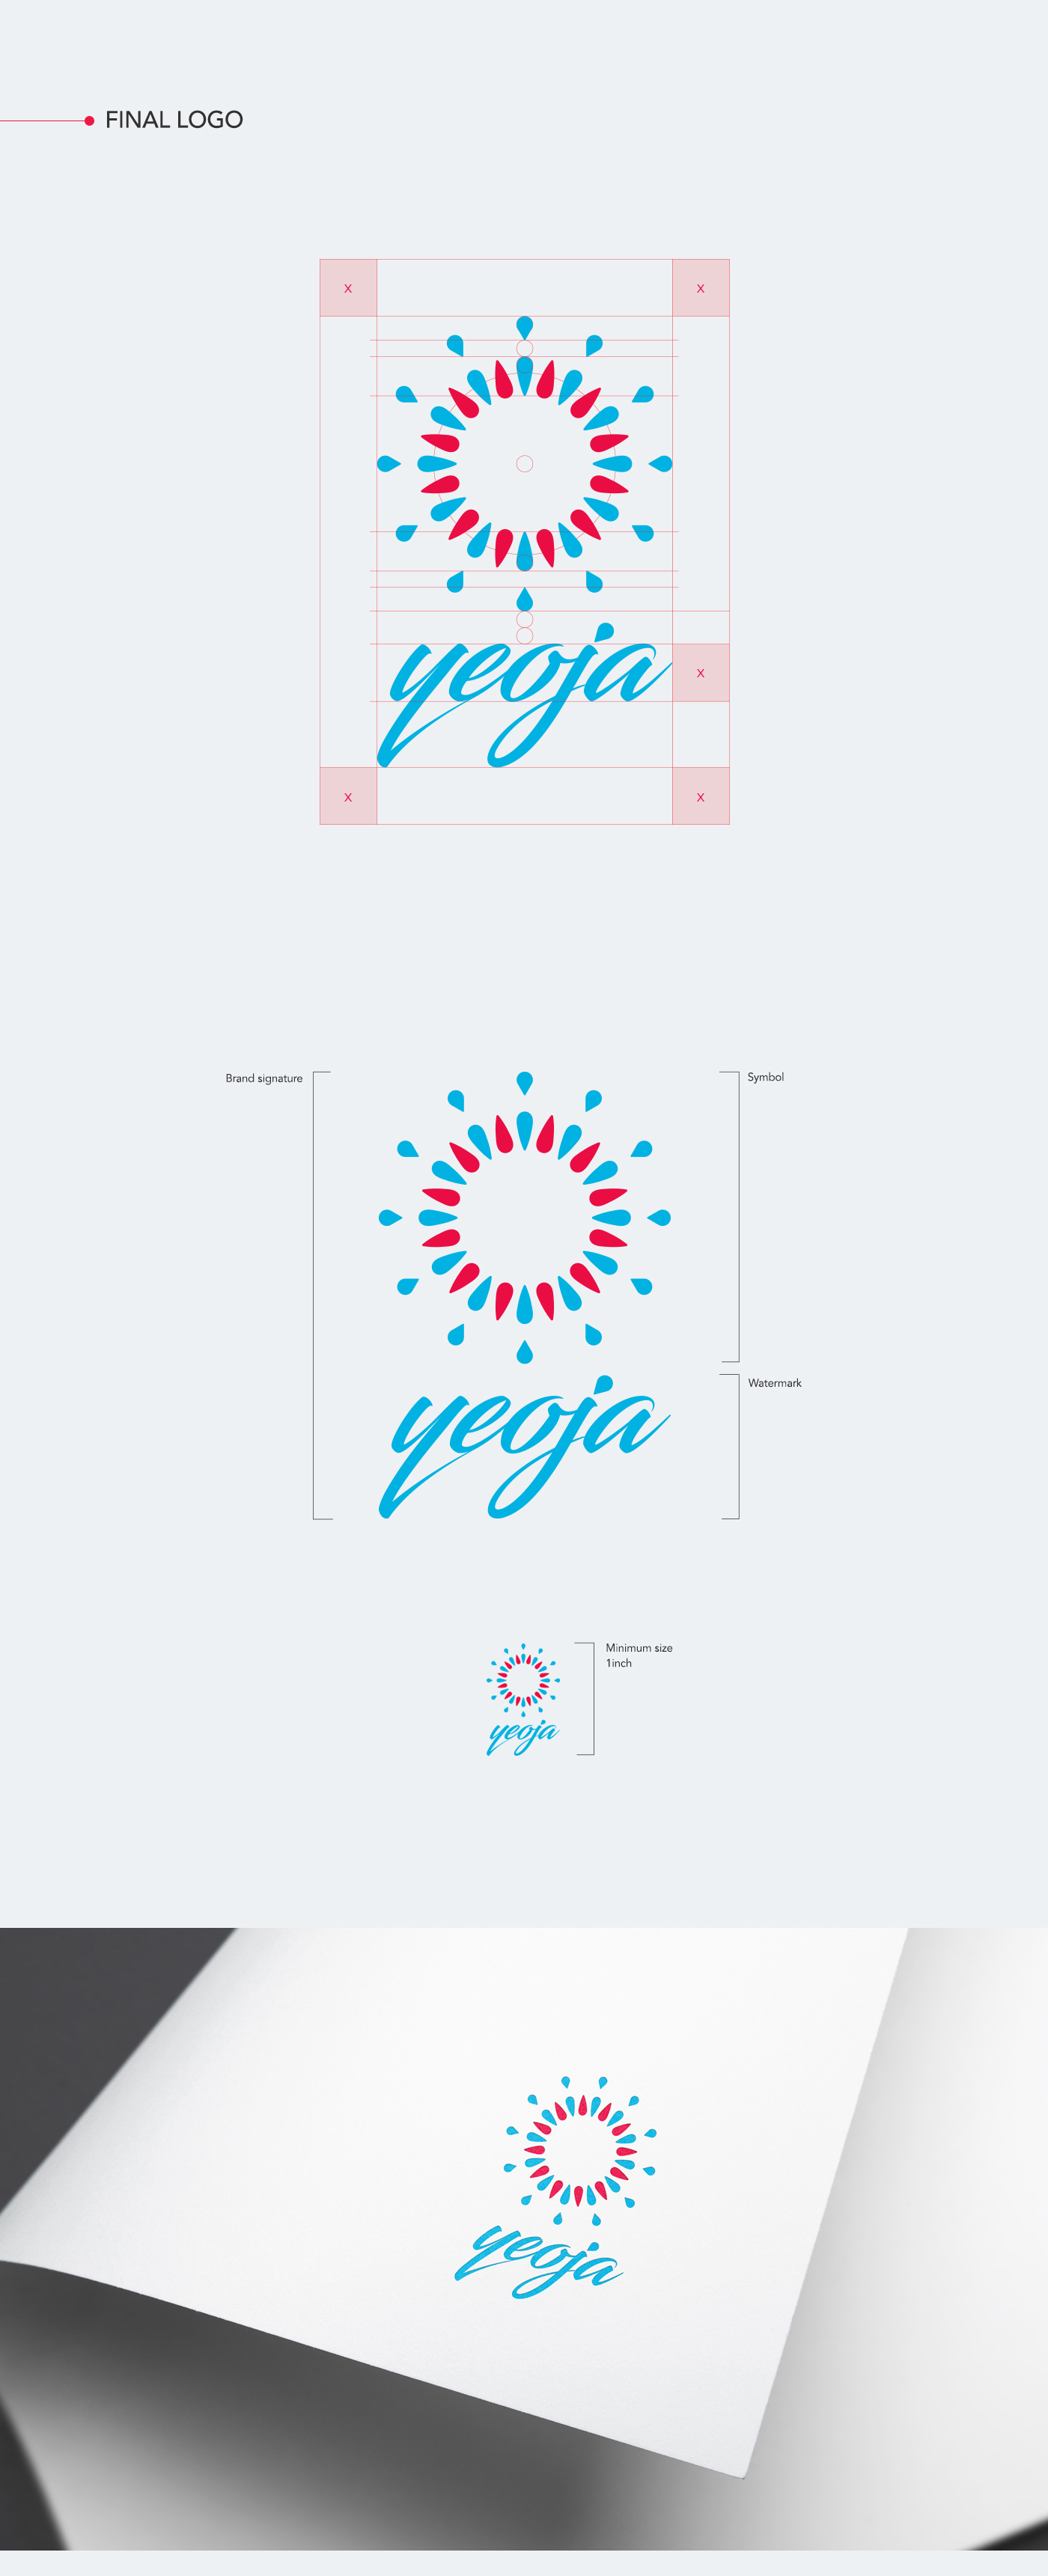 FINAL LOGO
X
X
yeoja
X
X
X
Brand signature
Symbol
yeoja
Watermark
Minimum size
1inch
yeoja
yeoja